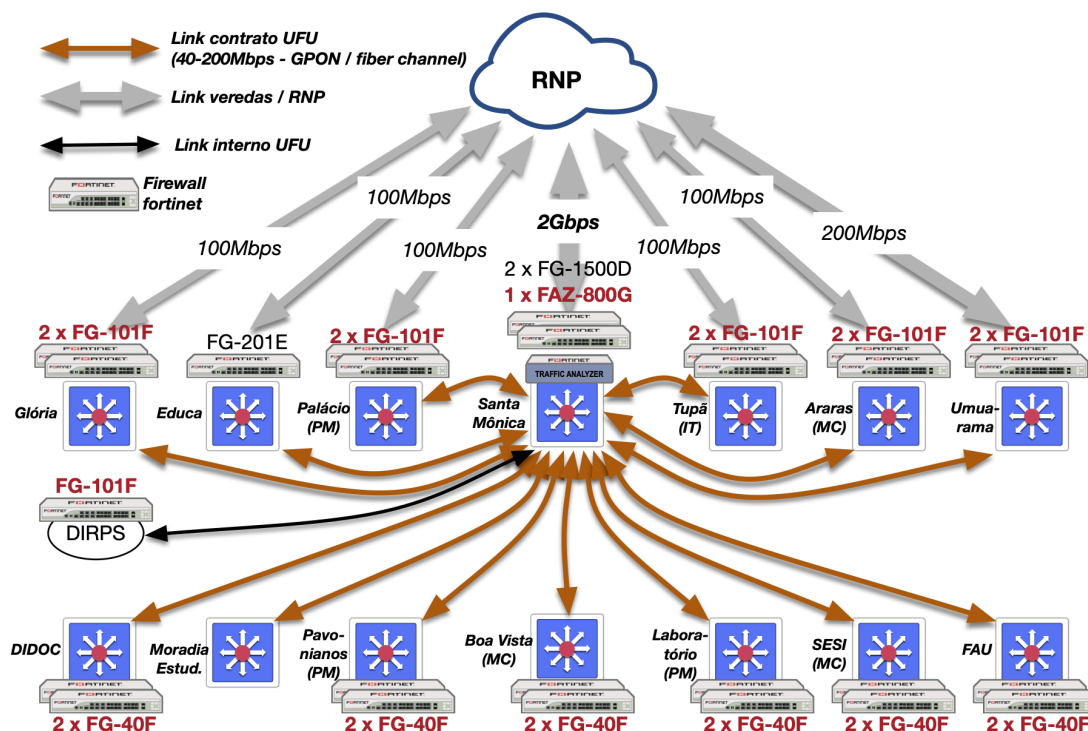 Link contrato UFU
(40-200Mbps - GPON / fiber channel)
Link veredas / RNP
Link interno UFU
FORTINET
Firewall
fortinet
RNP
100Mbps
100Mbps
100Mbps
2Gbps
100Mbps
100Mbps
200Mbps
2 x FG-1500D
1 x FAZ-800G
2 x FG-101F
FG-201E
2 x FG-101F
2 x FG-101F
2 x FG-101F
2 x FG-101F
FORTINET
TRAFFIC ANALYZER
Glória
Educa
Palácio
(PM)
Santa
Mônica
Tupã
(IT)
Araras
(MC)
Umua-
rama
FG-101F
FORTINET
DIRPS
DIDOC
Moradia
Estud.
Pavo-
nianos
(PM)
Boa Vista
(MC)
Labora-
tório
(PM)
SESI
(MC)
FAU
2 x FG-40F
2 x FG-40F
2 x FG-40F
2 x FG-40F
2 x FG-40F
2 x FG-40F